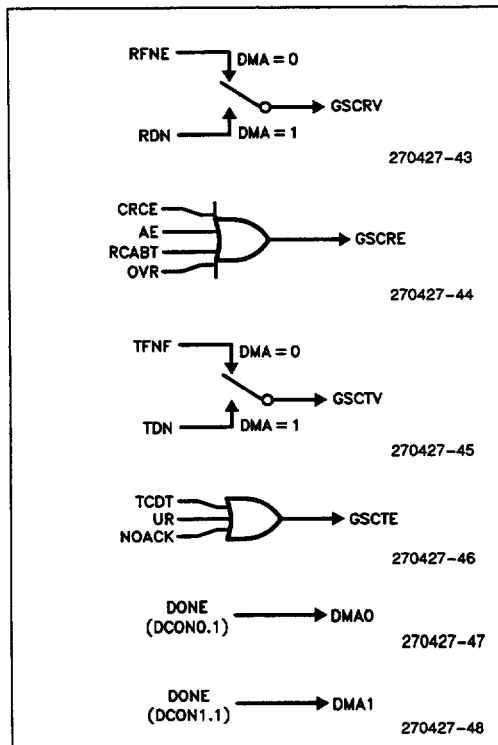 RFNE
DMA = 0
GSCRV
RDN
DMA = 1
270427-43
CRCE
AE
RCABT
OVR
GSCRE
270427-44
TFNF
DMA = 0
GSCTV
TDN
DMA = 1
270427-45
TCDT
UR
NOACK
GSCTE
270427-46
DONE
(DCON0.1)
DMA0
270427-47
DONE
(DCON1.1)
DMA1
270427-48